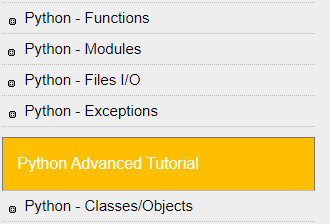 Python - Functions
Python - Modules
Python - Files I/O
Python - Exceptions
Python Advanced Tutorial
Python - Classes/Objects